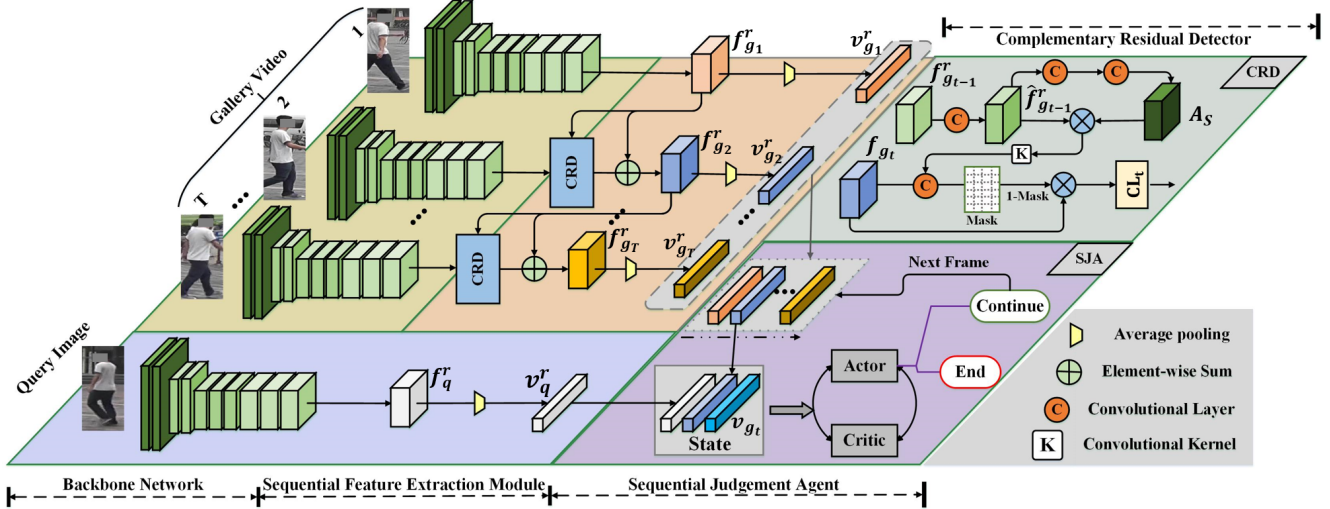 Complementary Residual Detector
CRD
Gallery Video
1
2
T
f^r_{g_1}
v^r_{g_1}
CRD
f^r_{g_2}
v^r_{g_2}
CRD
f^r_{g_T}
v^r_{g_T}
f^r_{g_{t-1}}
C
f̂^r_{g_{t-1}}
C
C
A_S
K
f_{g_t}
C
Mask
1-Mask
CL_t
SJA
Next Frame
Continue
End
Actor
Critic
Query Image
f^r_q
v^r_q
v_{g_t}
State
Average pooling
Element-wise Sum
C
Convolutional Layer
K
Convolutional Kernel
Backbone Network
Sequential Feature Extraction Module
Sequential Judgement Agent